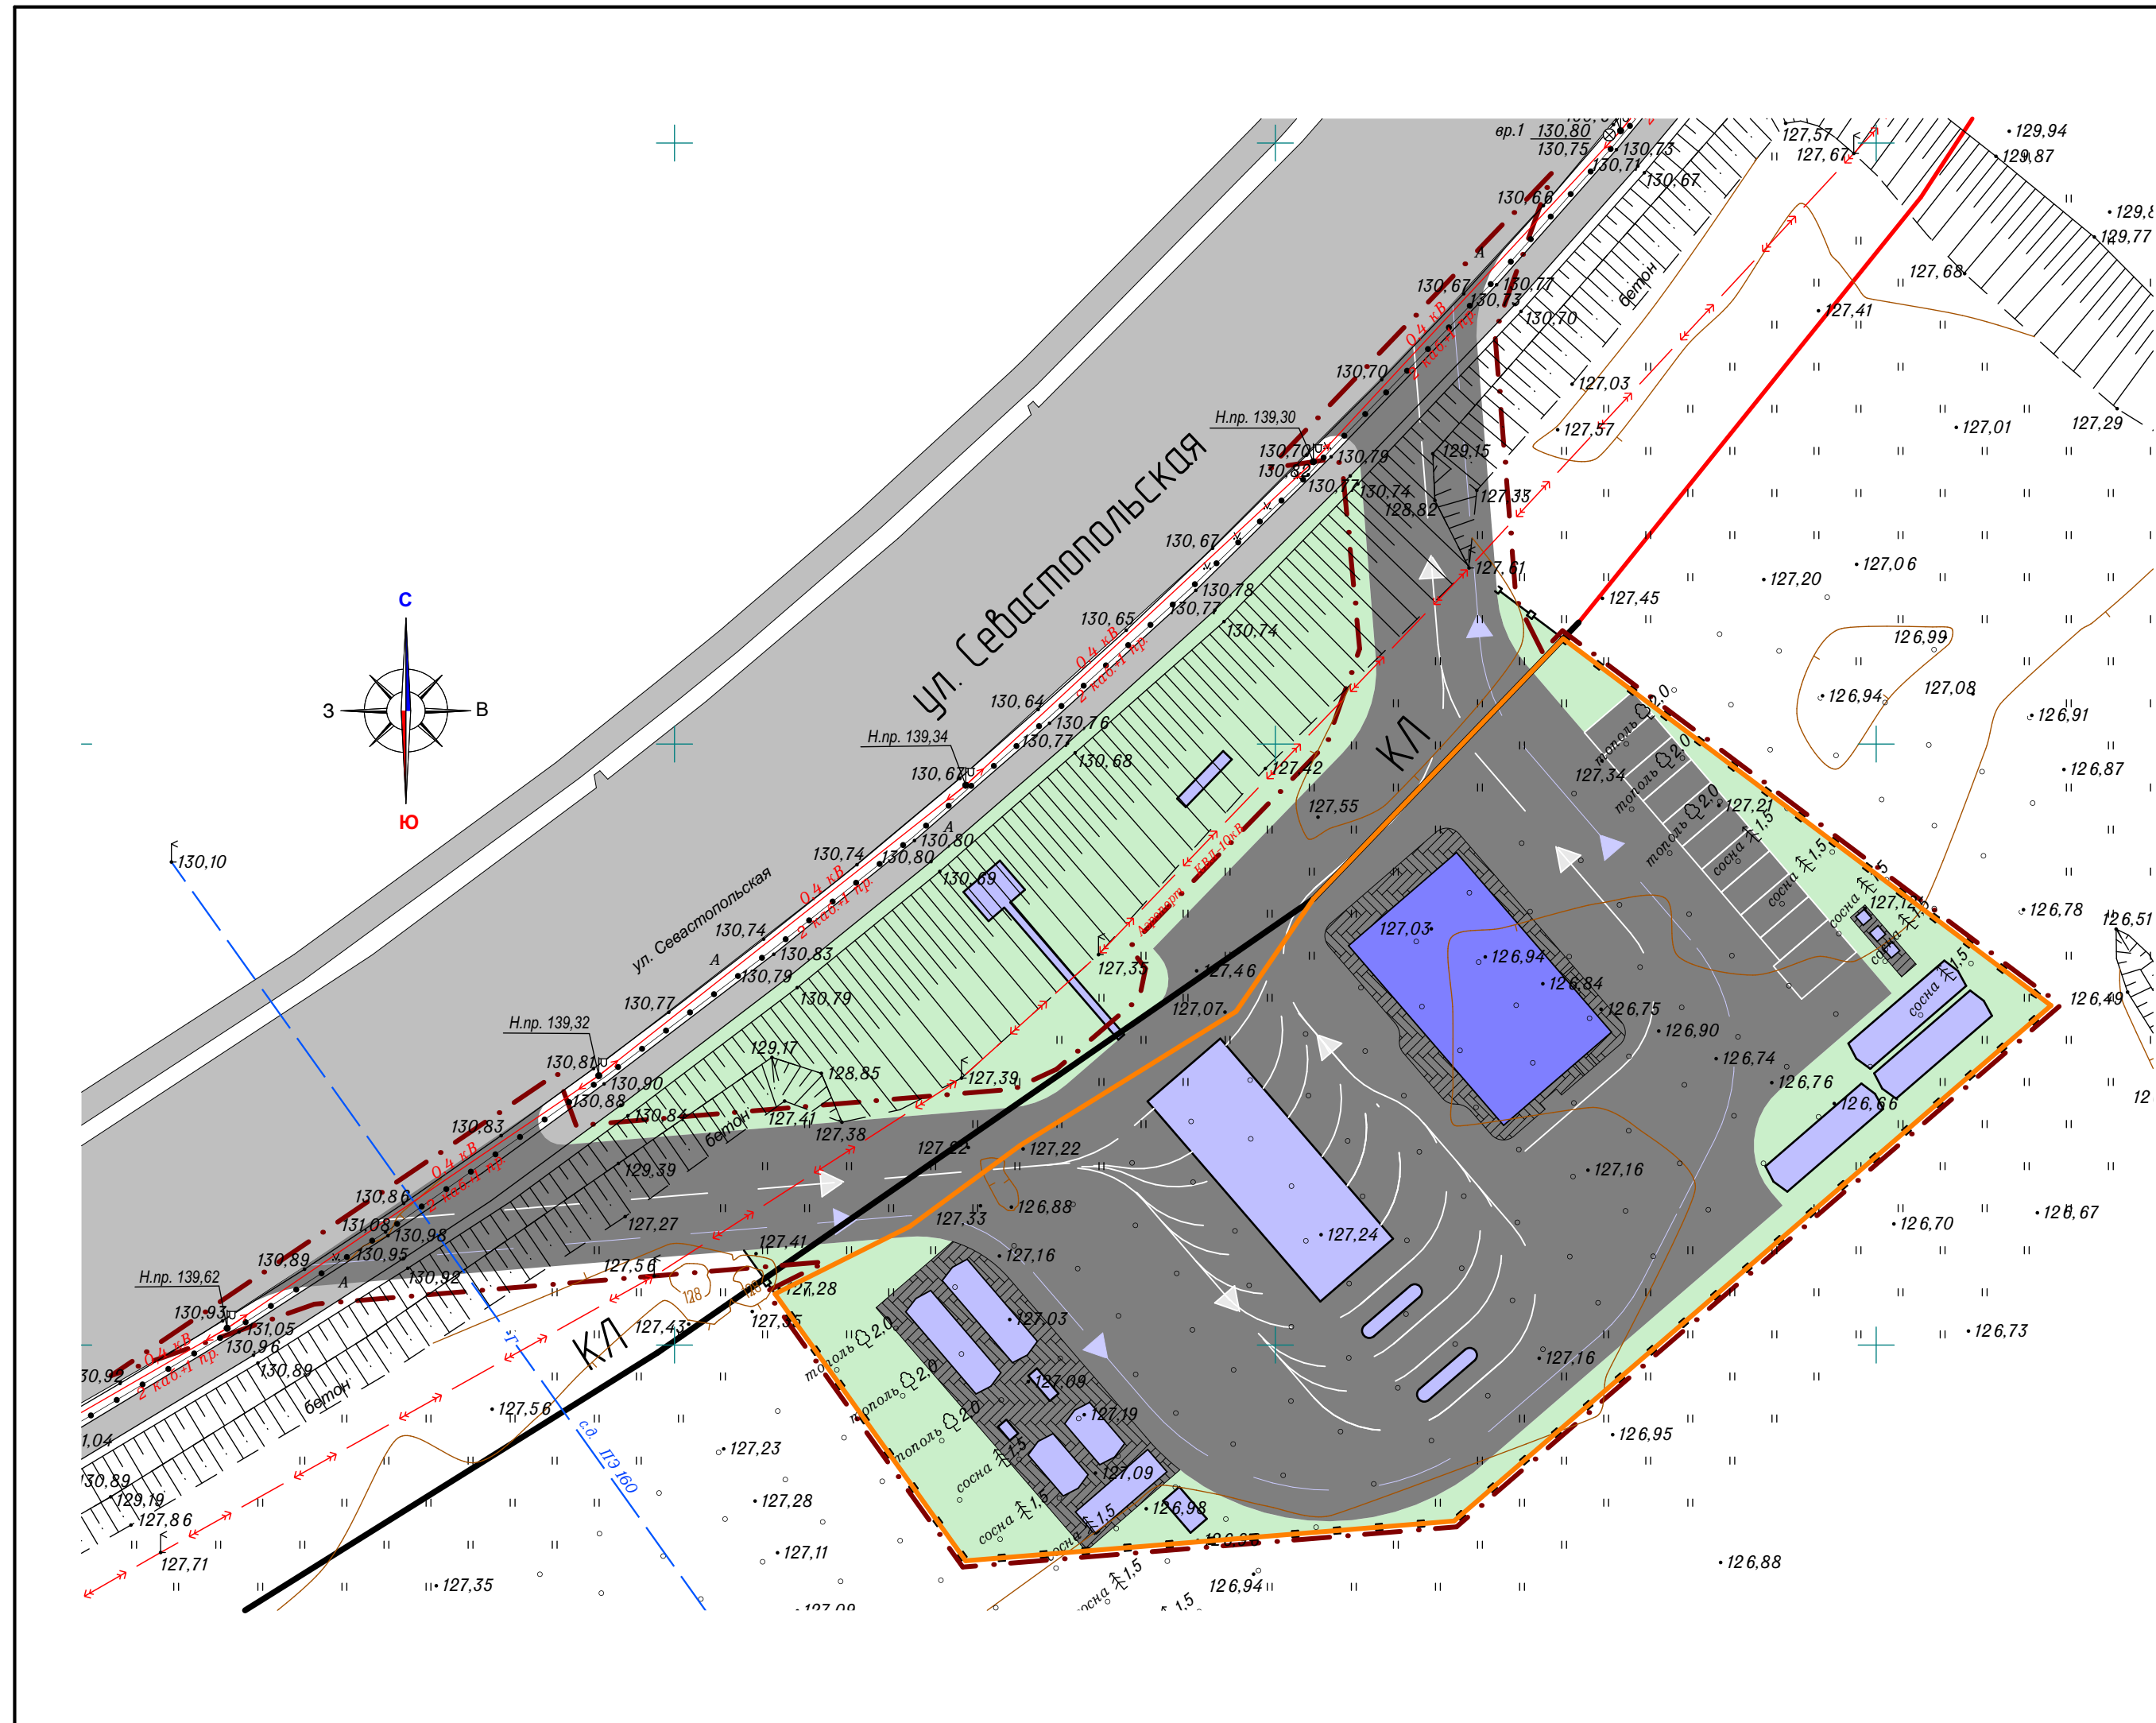 вр.1 130,80
130,75
130,73
130,71
130,67
130,66
127,57
127,67
129,94
129,87
129,77
А
130,67
130,77
130,73
130,70
бетон
127,68
127,41
0,4 кВ
2 каб.+1 пр.
130,70
127,03
127,01
127,29
Н.пр. 139,30
130,70
130,82
130,79
130,77
130,74
129,15
127,57
127,33
128,82
ул. Севастопольская
130,67
130,78
130,77
127,61
127,20
127,06
127,45
С
З
В
Ю
130,65
130,74
0,4 кВ
2 каб.+1 пр.
126,99
126,94
127,08
126,91
130,64
130,76
130,77
130,68
Н.пр. 139,34
130,67
КЛ
127,42
127,55
тополь 2,0
127,34
тополь 2,0
тополь 2,0
127,21
126,87
сосна 1,5
сосна 1,5
130,10
130,74
А
130,80
130,80
130,69
квл-10кВ
Аэропорт
ул. Севастопольская
0,4 кВ
2 каб.+1 пр.
127,03
126,94
126,84
126,75
126,78
126,51
126,49
130,74
130,83
130,79
А
130,79
127,35
127,46
127,07
сосна 1,5
130,77
Н.пр. 139,32
130,81
130,90
130,88
130,84
129,17
128,85
127,39
126,90
126,74
126,76
126,66
130,83
бетон
127,41
127,38
127,22
127,22
127,16
0,4 кВ
2 каб.+1 пр.
129,39
130,86
131,08
130,98
130,95
130,89
А
130,92
127,27
127,33
126,88
127,24
126,70
126,67
Н.пр. 139,62
130,93
131,05
130,96
130,89
127,56
127,41
127,16
127,28
128
127,43
127,03
126,73
КЛ
0,4 кВ
2 каб.+1 пр.
бетон
тополь 2,0
тополь 2,0
тополь 2,0
127,09
127,16
127,19
127,56
127,23
126,95
с.д. ПЭ 160
сосна 1,5
127,09
130,89
129,19
127,86
127,71
127,28
126,98
сосна 1,5
сосна 1,5
127,11
127,35
126,94
126,88
сосна 1,5
1,5
127,09